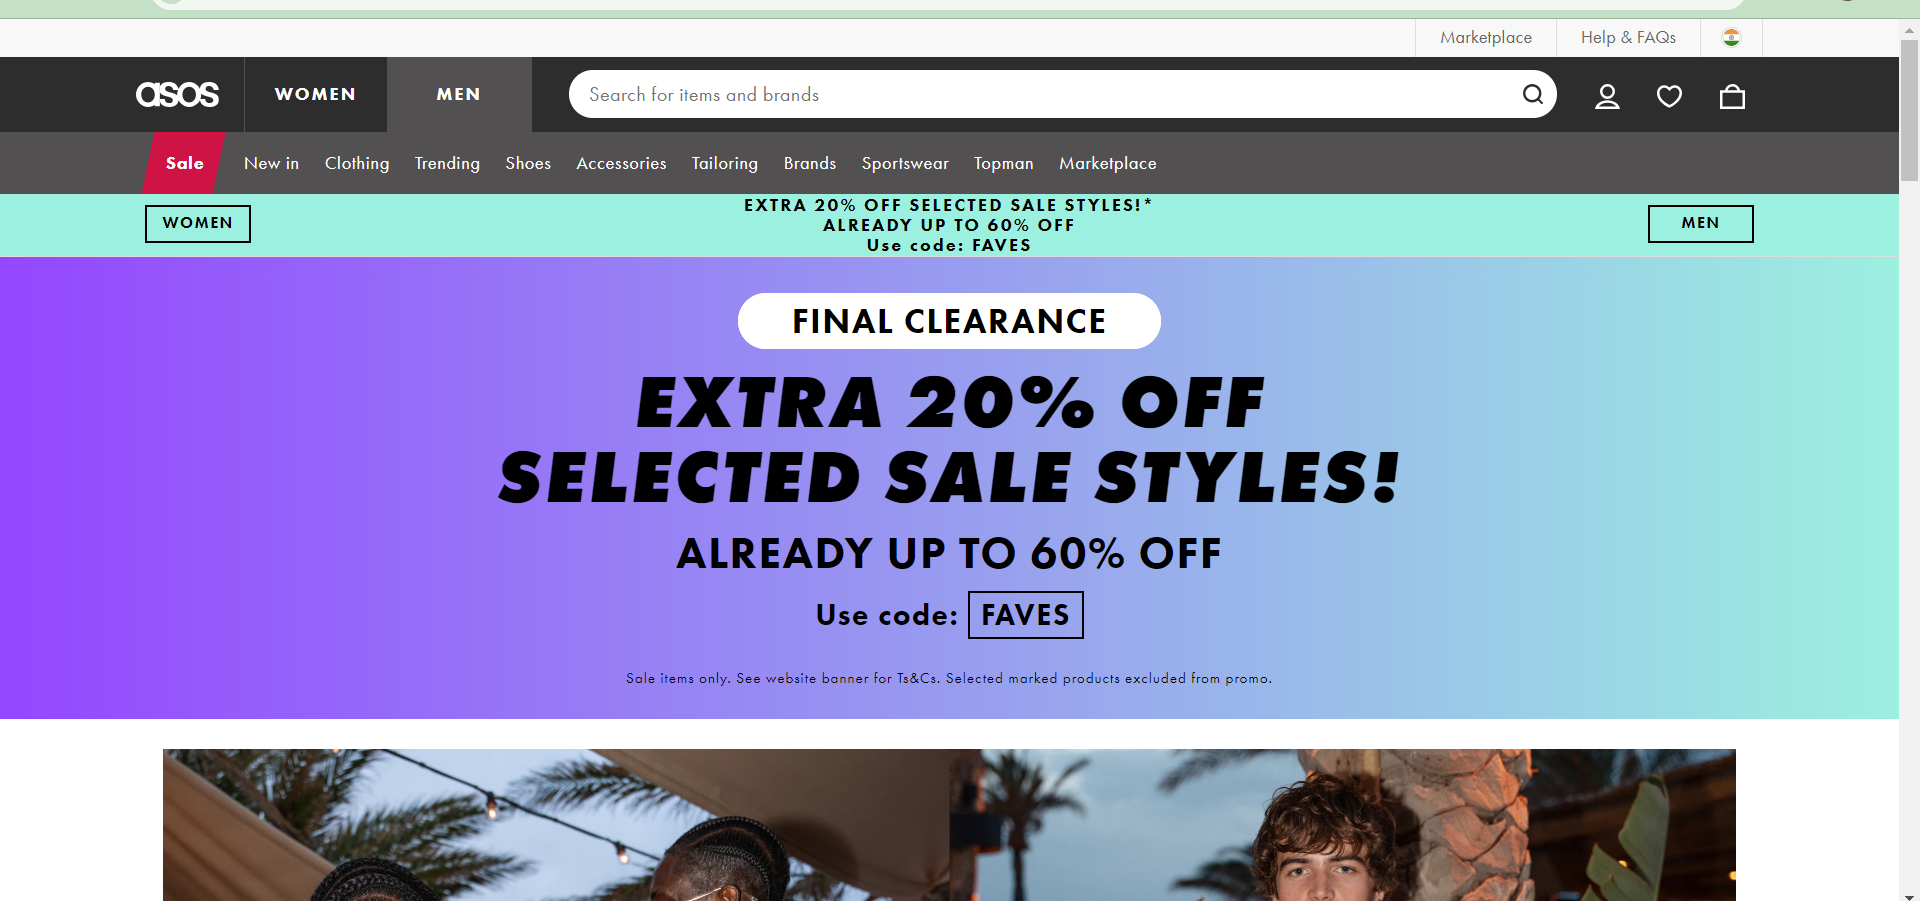 Marketplace Help & FAQs
asos WOMEN MEN Search for items and brands
Sale New in Clothing Trending Shoes Accessories Tailoring Brands Sportswear Topman Marketplace
EXTRA 20% OFF SELECTED SALE STYLES!*
WOMEN ALREADY UP TO 60% OFF MEN
Use code: FAVES
FINAL CLEARANCE
EXTRA 20% OFF
SELECTED SALE STYLES!
ALREADY UP TO 60% OFF
Use code: FAVES
Sale items only. See website banner for Ts&Cs. Selected marked products excluded from promo.